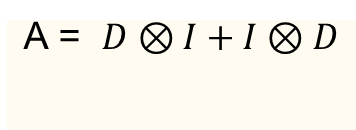 A = D ⊗ I + I ⊗ D